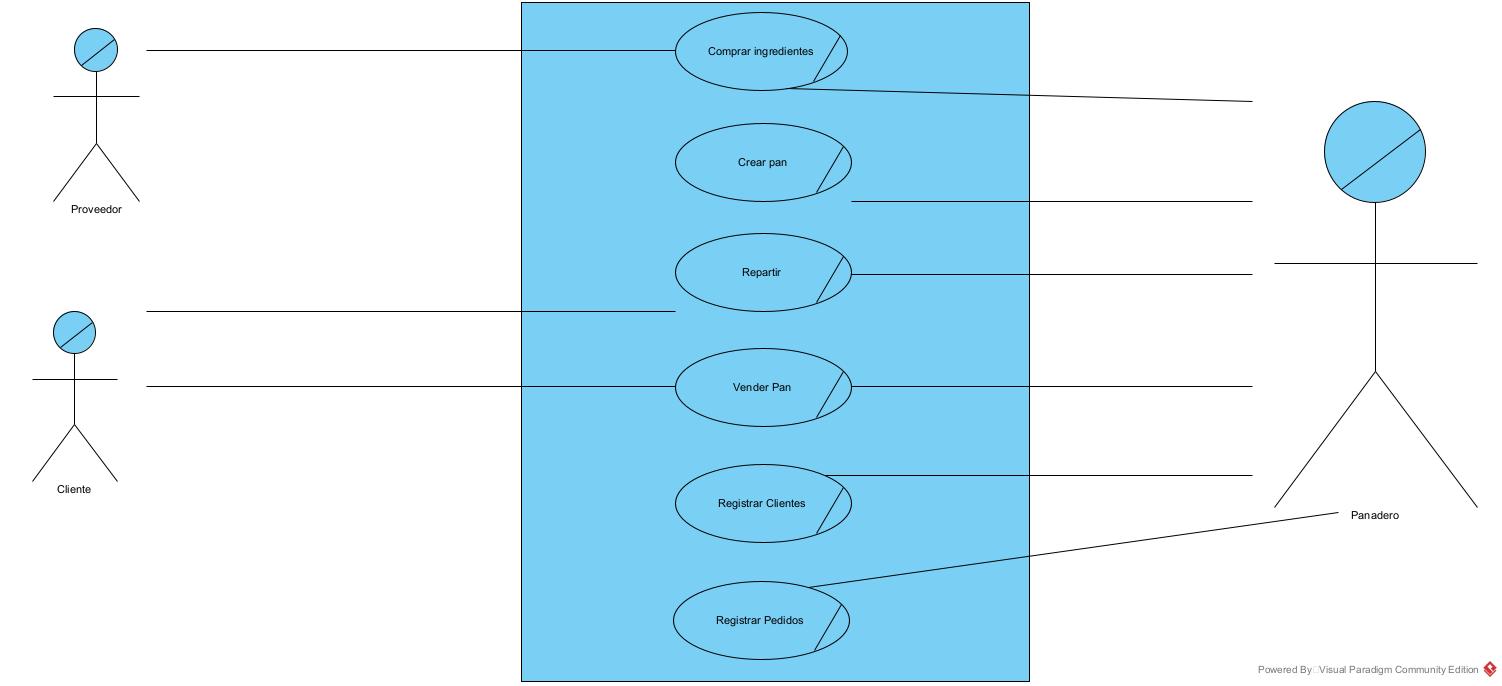 Comprar ingredientes
Proveedor
Crear pan
Repartir
Vender Pan
Cliente
Registrar Clientes
Panadero
Registrar Pedidos
Powered By Visual Paradigm Community Edition